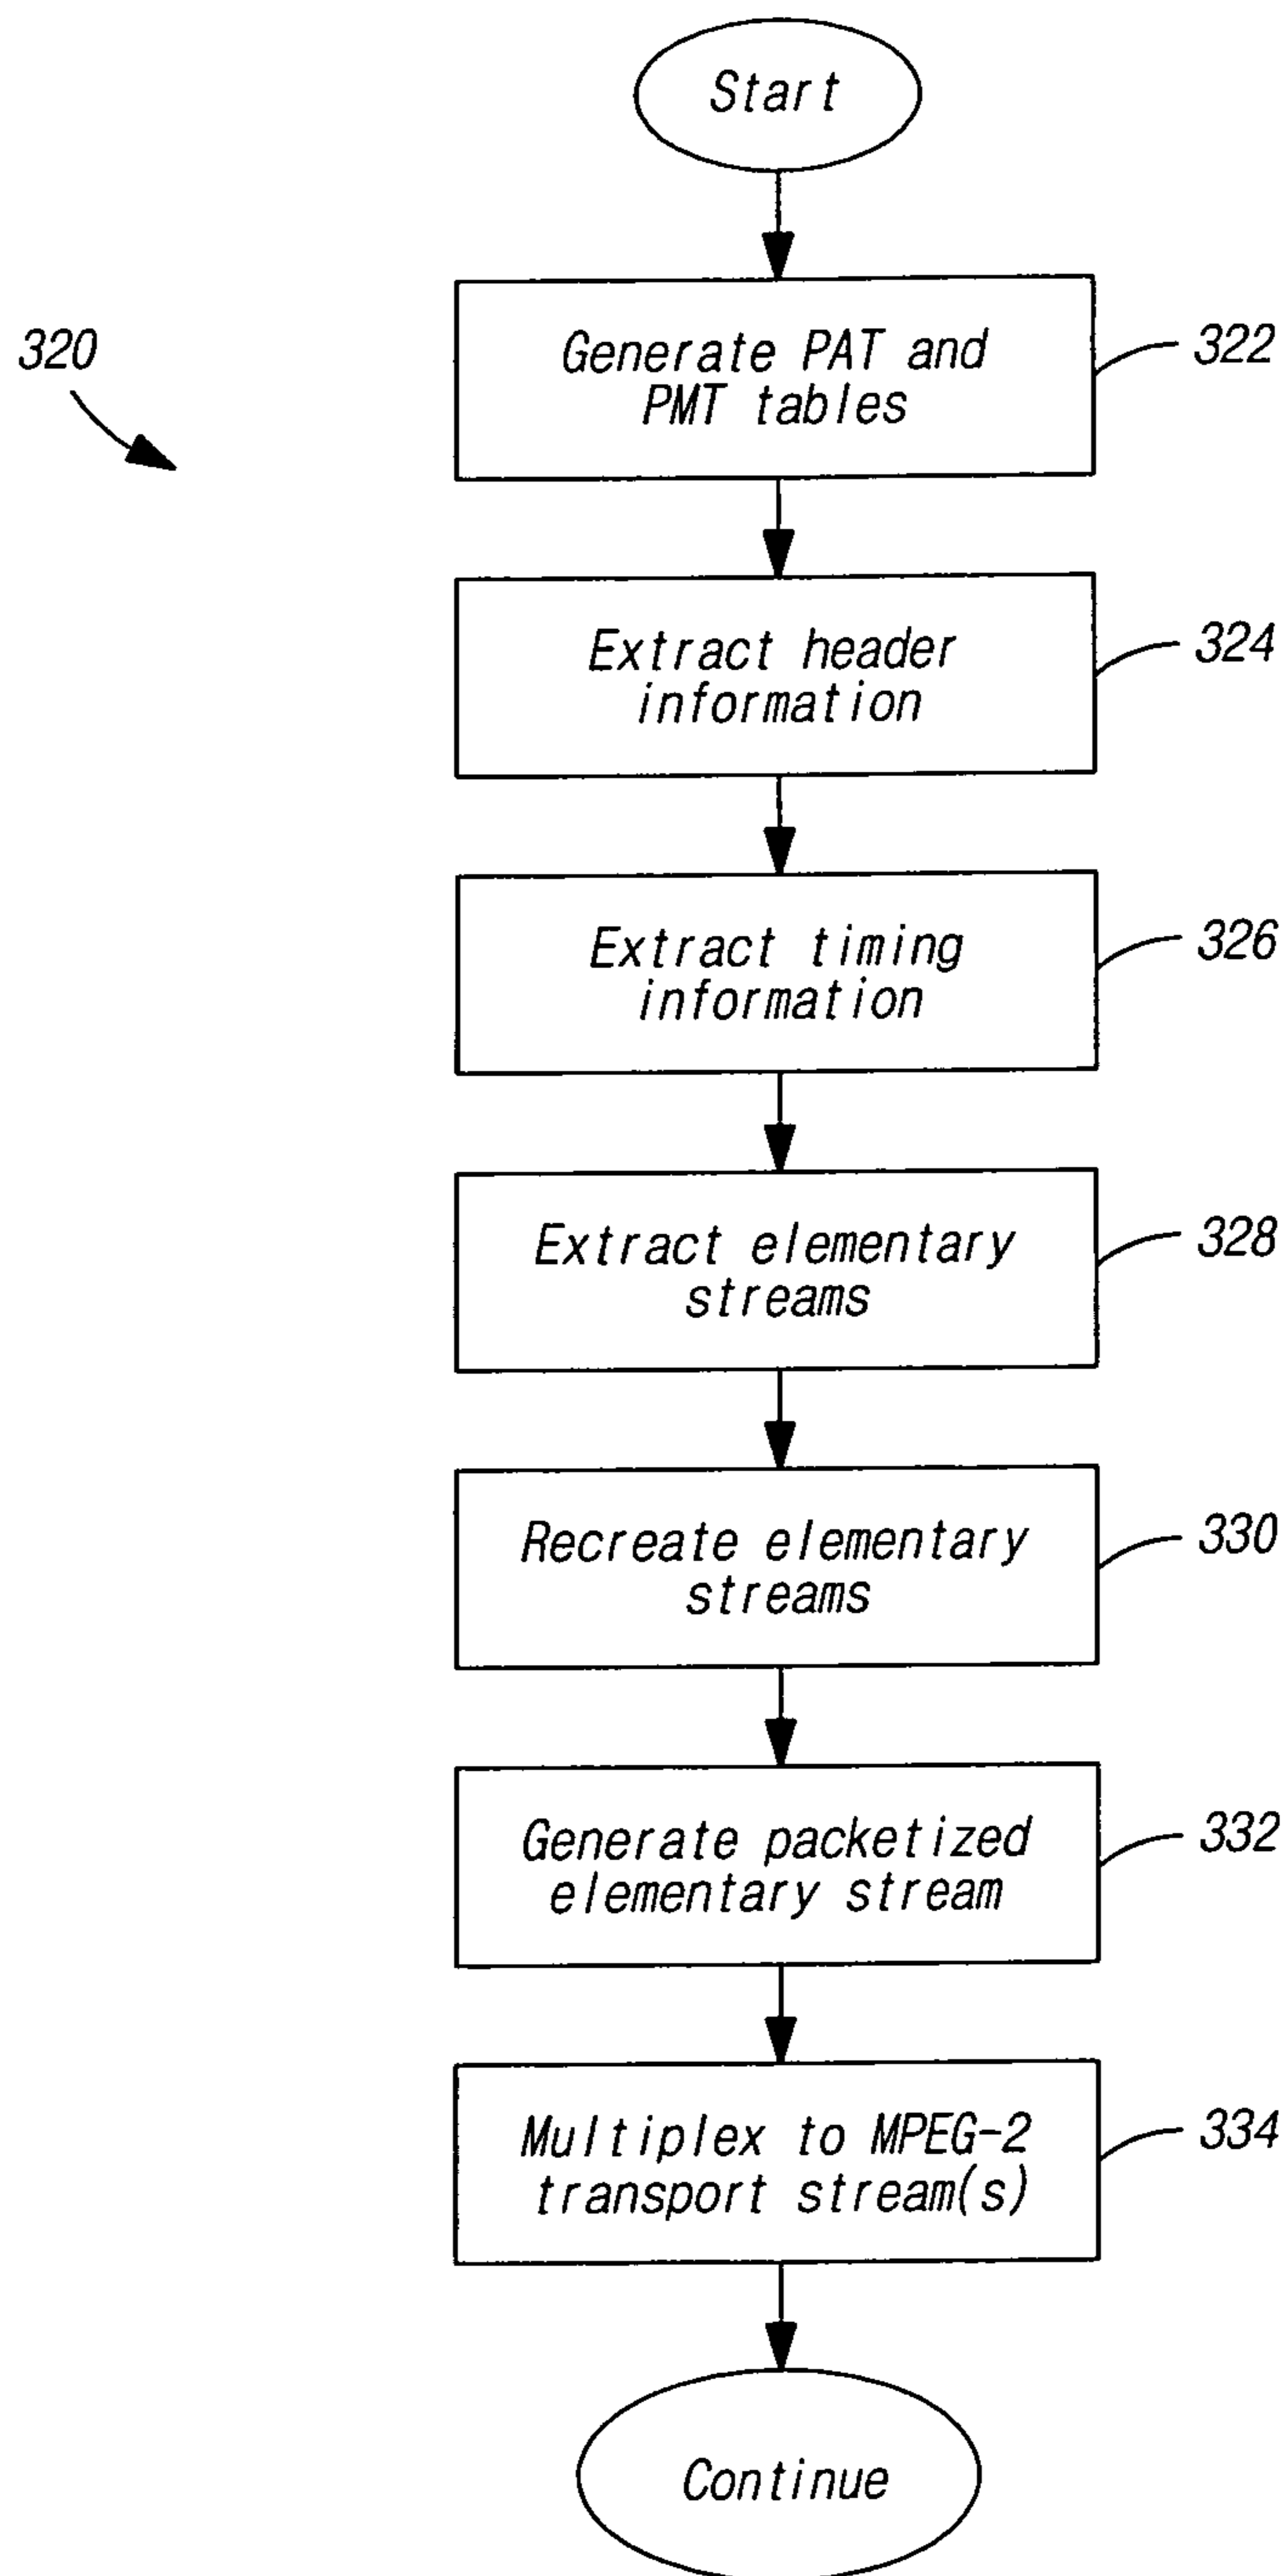 Start
320
Generate PAT and
PMT tables
322
Extract header
information
324
Extract timing
information
326
Extract elementary
streams
328
Recreate elementary
streams
330
Generate packetized
elementary stream
332
Multiplex to MPEG-2
transport stream(s)
334
Continue